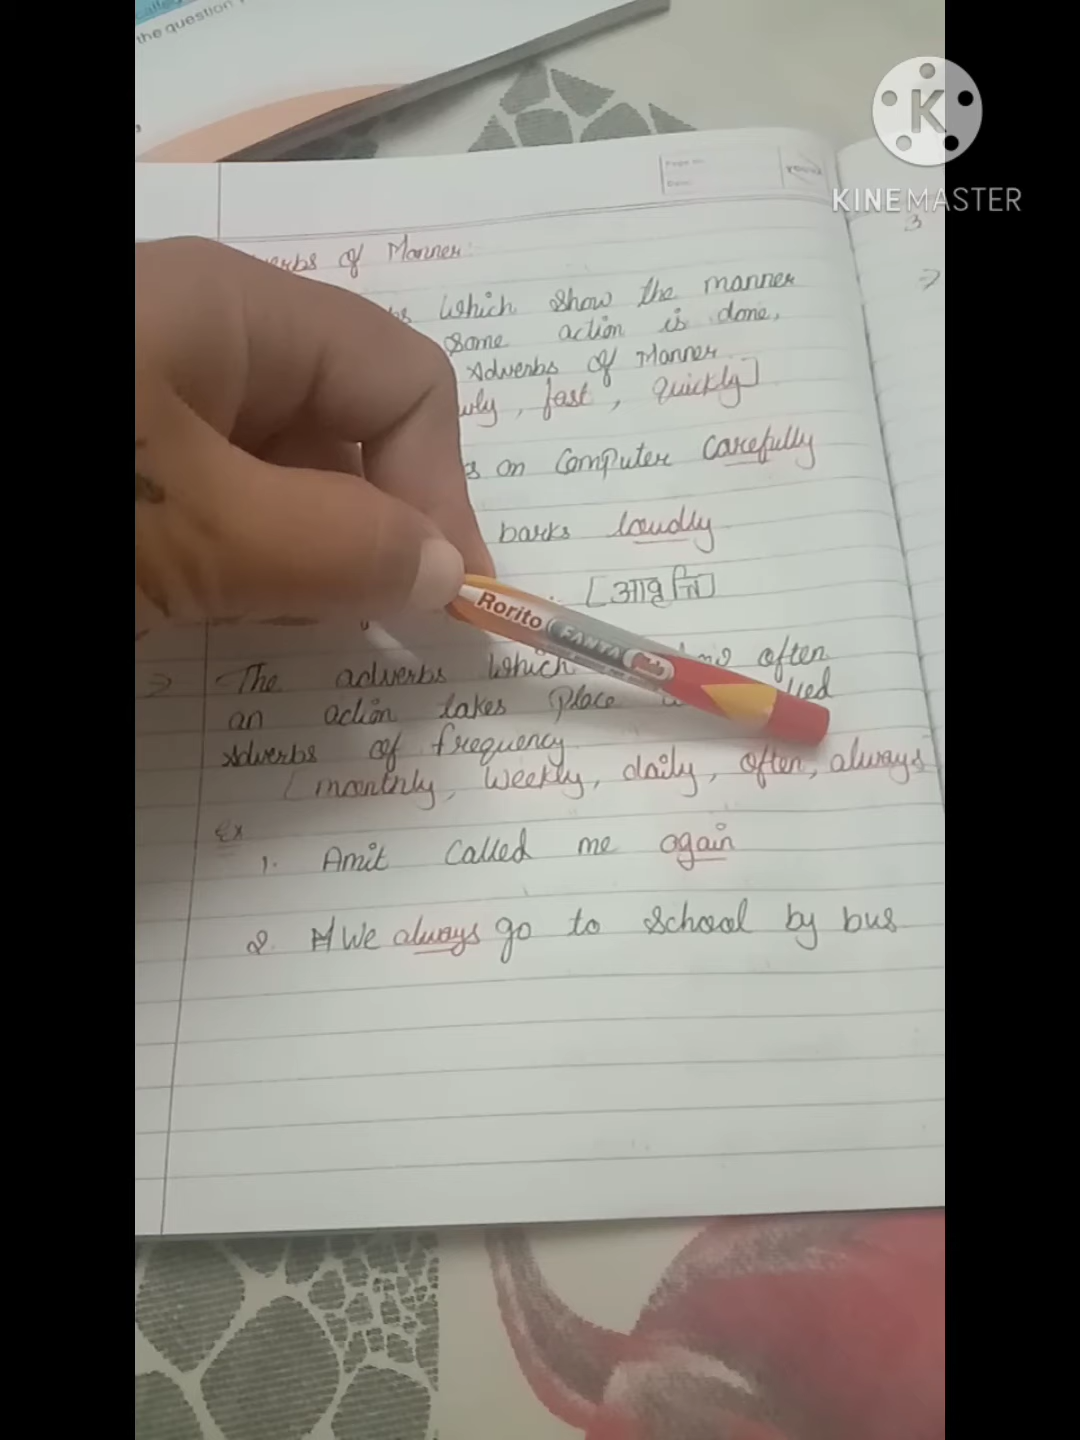 the question
KINEMASTER
of Manner:
which show the manner
some action is done,
Adverbs of Manner
, fast, quickly]
on Computer carefully
barks loudly
[आवृत्ति]
Rorito FANTA
⇒ The adverbs which often
an action takes place
Adverbs of frequency
[monthly, weekly, daily, often, always
Ex
1. Amit called me again
2. We always go to school by bus
3
⇒